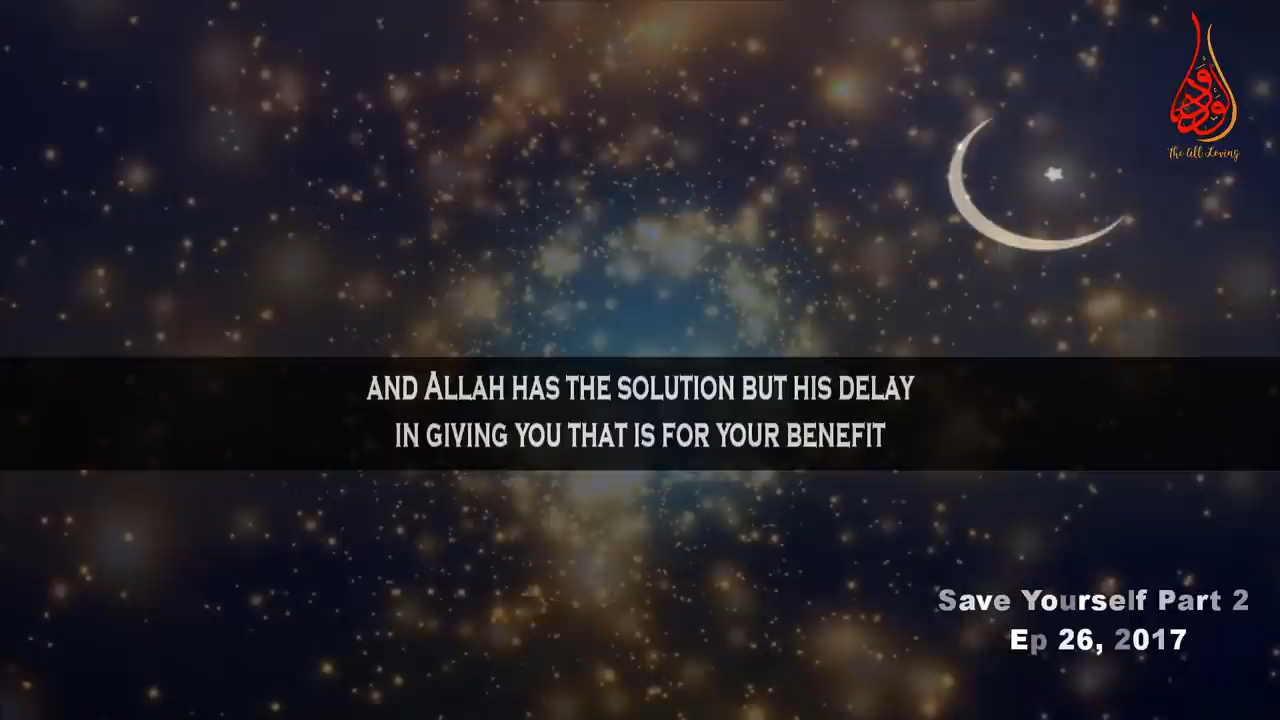 الودود
The All Loving
AND ALLAH HAS THE SOLUTION BUT HIS DELAY
IN GIVING YOU THAT IS FOR YOUR BENEFIT
Save Yourself Part 2
Ep 26, 2017